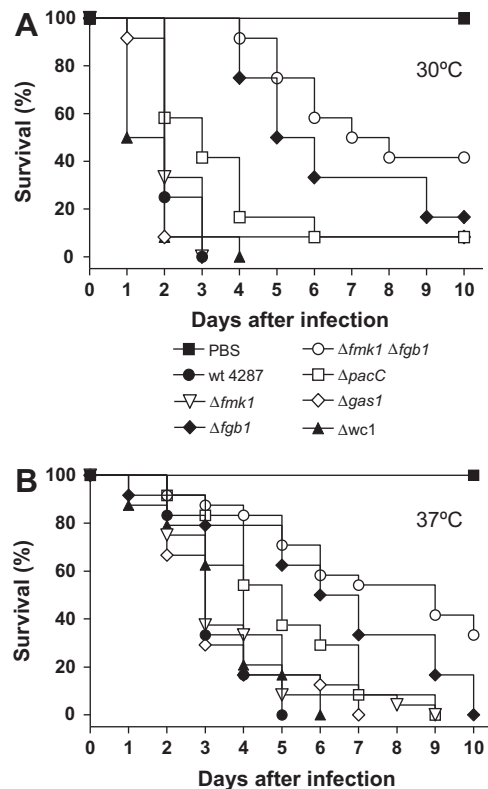 A
100
80
60
40
20
0
Survival (%)
30ºC
0 1 2 3 4 5 6 7 8 9 10
Days after infection
PBS
wt 4287
Δfmk1
Δfgb1
Δfmk1 Δfgb1
ΔpacC
Δgas1
Δwc1
B
100
80
60
40
20
0
Survival (%)
37ºC
0 1 2 3 4 5 6 7 8 9 10
Days after infection